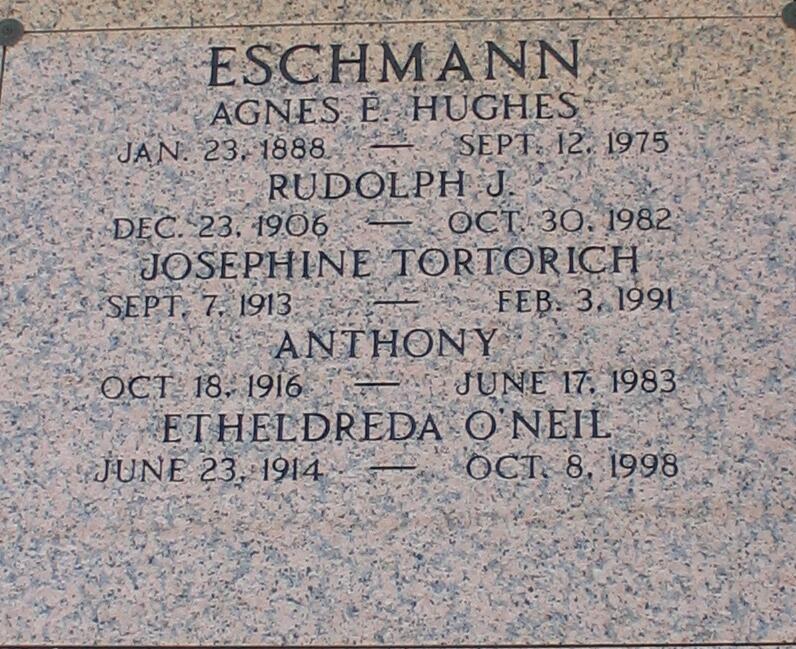 ESCHMANN
AGNES E. HUGHES
JAN. 23, 1888 — SEPT. 12, 1975
RUDOLPH J.
DEC. 23, 1906 — OCT. 30, 1982
JOSEPHINE TORTORICH
SEPT. 7, 1913 — FEB. 3, 1991
ANTHONY
OCT 18, 1916 — JUNE 17, 1983
ETHELDREDA O'NEIL
JUNE 23, 1914 — OCT. 8, 1998